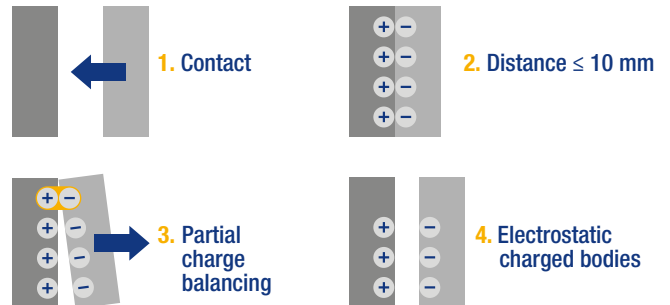 1. Contact
2. Distance ≤ 10 mm
3. Partial
charge
balancing
4. Electrostatic
charged bodies